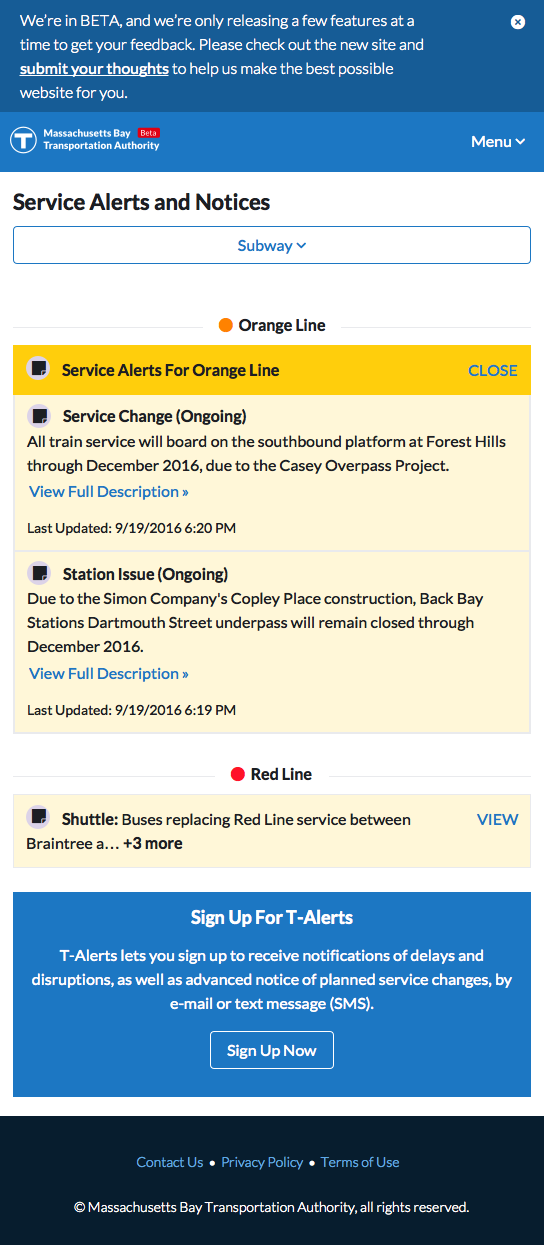 We're in BETA, and we're only releasing a few features at a
time to get your feedback. Please check out the new site and
submit your thoughts to help us make the best possible
website for you.
T Massachusetts Bay Beta
Transportation Authority
Menu
Service Alerts and Notices
Subway
Orange Line
Service Alerts For Orange Line CLOSE
Service Change (Ongoing)
All train service will board on the southbound platform at Forest Hills
through December 2016, due to the Casey Overpass Project.
View Full Description »
Last Updated: 9/19/2016 6:20 PM
Station Issue (Ongoing)
Due to the Simon Company's Copley Place construction, Back Bay
Stations Dartmouth Street underpass will remain closed through
December 2016.
View Full Description »
Last Updated: 9/19/2016 6:19 PM
Red Line
Shuttle: Buses replacing Red Line service between VIEW
Braintree a… +3 more
Sign Up For T-Alerts
T-Alerts lets you sign up to receive notifications of delays and
disruptions, as well as advanced notice of planned service changes, by
e-mail or text message (SMS).
Sign Up Now
Contact Us • Privacy Policy • Terms of Use
© Massachusetts Bay Transportation Authority, all rights reserved.